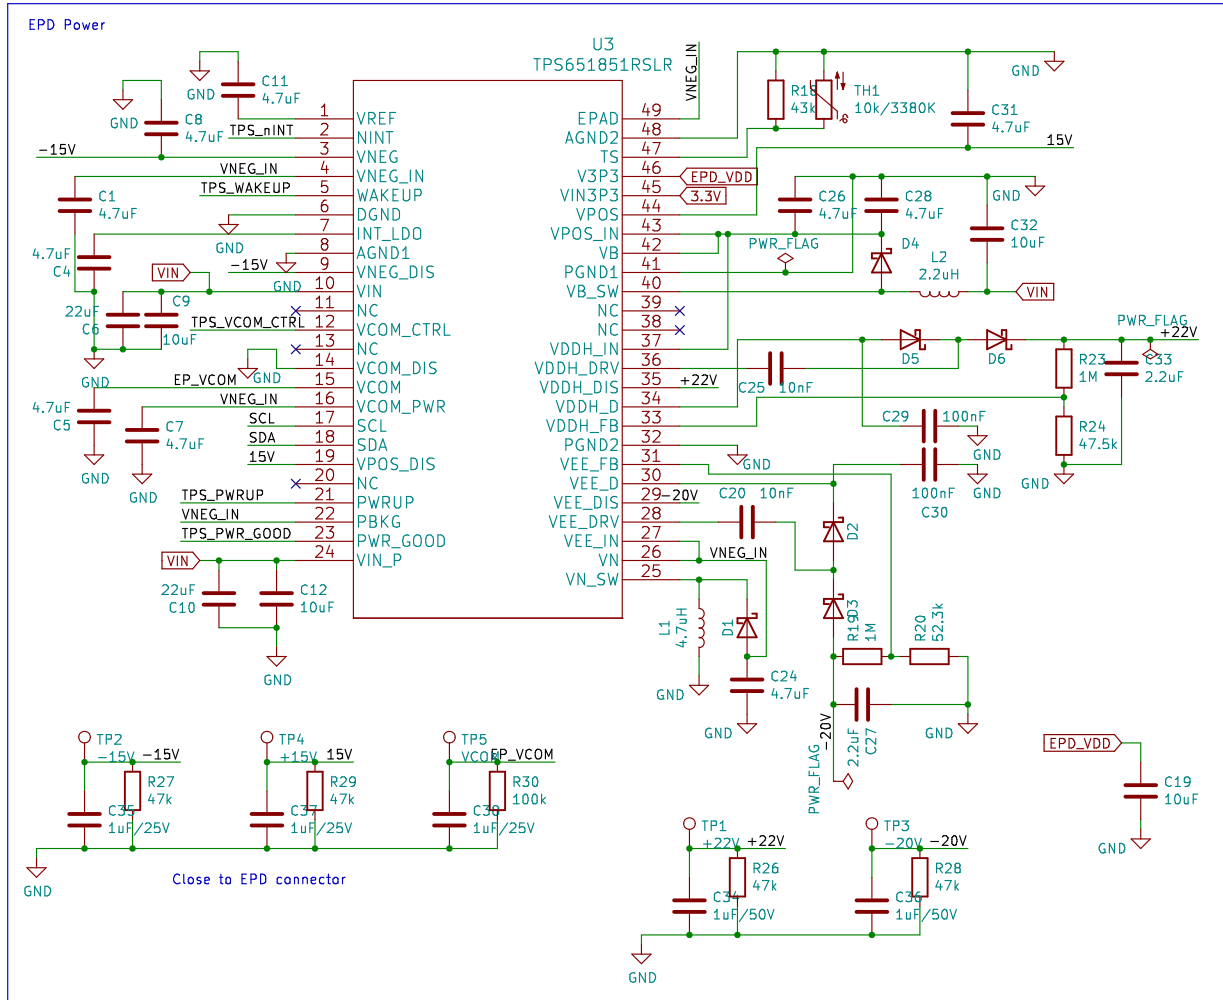 EPD Power
U3
TPS651851RSLR
C11
4.7uF
GND
C8
4.7uF
GND
TPS_nINT
-15V
VNEG_IN
TPS_WAKEUP
C1
4.7uF
GND
4.7uF
C4
-15V
GND
VIN
22uF
C6
C9
10uF
TPS_VCOM_CTRL
GND
GND
EP_VCOM
4.7uF
C5
VNEG_IN
C7
4.7uF
SCL
SDA
15V
GND
GND
TPS_PWRUP
VNEG_IN
TPS_PWR_GOOD
VIN
22uF
C10
C12
10uF
GND
1 VREF
2 NINT
3 VNEG
4 VNEG_IN
5 WAKEUP
6 DGND
7 INT_LDO
8 AGND1
9 VNEG_DIS
10 VIN
11 NC
12 VCOM_CTRL
13 NC
14 VCOM_DIS
15 VCOM
16 VCOM_PWR
17 SCL
18 SDA
19 VPOS_DIS
20 NC
21 PWRUP
22 PBKG
23 PWR_GOOD
24 VIN_P
EPAD 49
AGND2 48
TS 47
V3P3 46
VIN3P3 45
VPOS 44
VPOS_IN 43
VB 42
PGND1 41
VB_SW 40
NC 39
NC 38
VDDH_IN 37
VDDH_DRV 36
VDDH_DIS 35
VDDH_D 34
VDDH_FB 33
PGND2 32
VEE_FB 31
VEE_D 30
VEE_DIS 29
VEE_DRV 28
VEE_IN 27
VN 26
VN_SW 25
VNEG_IN
R18
43k
TH1
10k/3380K
C31
4.7uF
GND
15V
EPD_VDD
3.3V
C26
4.7uF
C28
4.7uF
GND
C32
10uF
PWR_FLAG
D4
L2
2.2uH
VIN
PWR_FLAG
+22V
D5
D6
C25 10nF
R23
1M
C33
2.2uF
+22V
C29 100nF
GND
R24
47.5k
GND
GND
100nF
C30
GND
-20V
C20 10nF
D2
VNEG_IN
D3
L1
4.7uH
D1
R19
1M
R20
52.3k
GND
C24
4.7uF
GND
-20V
2.2uF
C27
GND
PWR_FLAG
TP2
-15V
-15V
R27
47k
C35
1uF/25V
GND
TP4
+15V
15V
R29
47k
C37
1uF/25V
TP5
VCOM
EP_VCOM
R30
100k
C38
1uF/25V
Close to EPD connector
TP1
+22V
+22V
R26
47k
C34
1uF/50V
GND
TP3
-20V
-20V
R28
47k
C36
1uF/50V
EPD_VDD
C19
10uF
GND